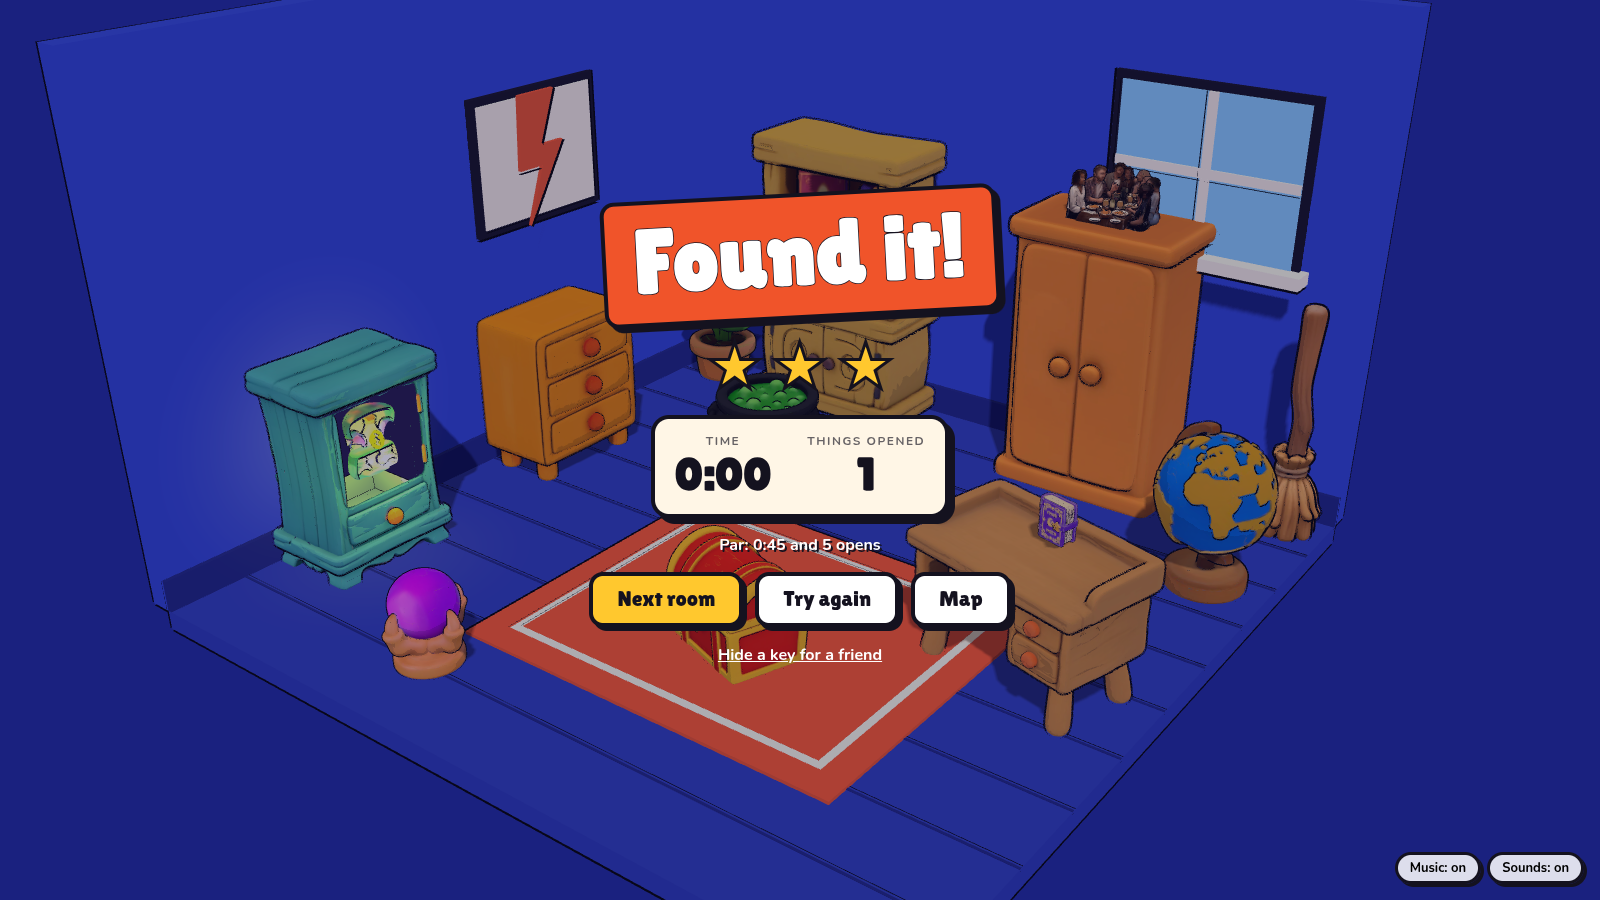 Found it!
TIME
THINGS OPENED
0:00
1
Par: 0:45 and 5 opens
Next room
Try again
Map
Hide a key for a friend
Music: on
Sounds: on